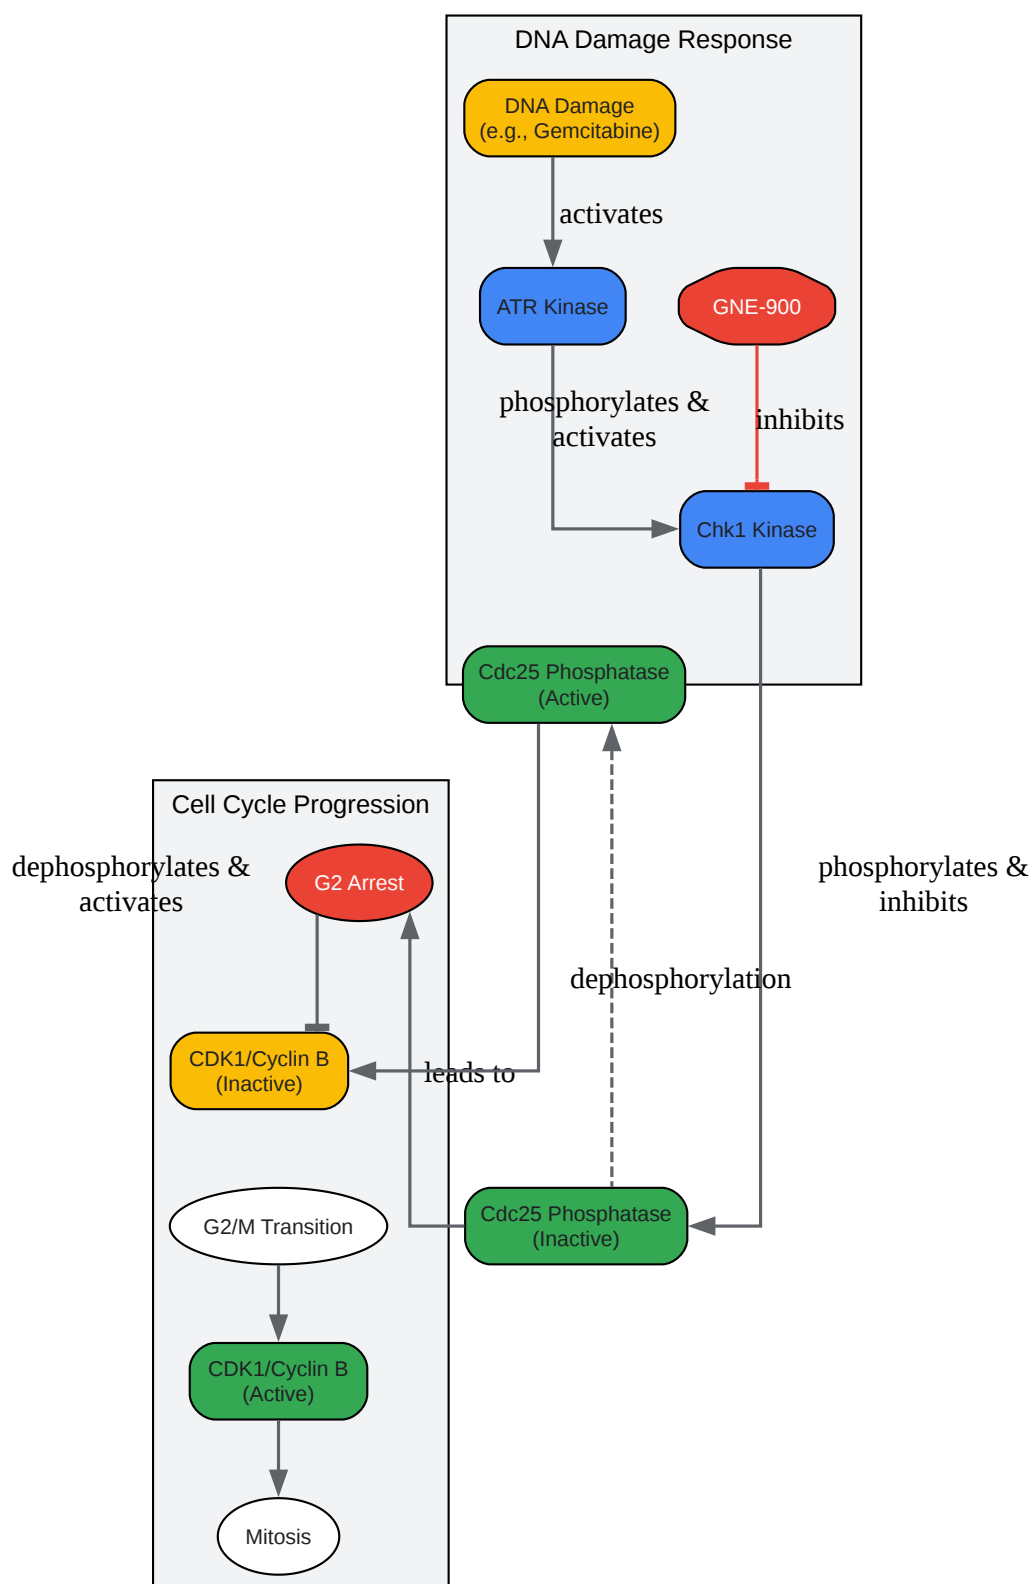 DNA Damage Response
DNA Damage
(e.g., Gemcitabine)
activates
ATR Kinase
GNE-900
phosphorylates &
activates
inhibits
Chk1 Kinase
Cdc25 Phosphatase
(Active)
Cell Cycle Progression
dephosphorylates &
activates
G2 Arrest
phosphorylates &
inhibits
dephosphorylation
CDK1/Cyclin B
(Inactive)
leads to
G2/M Transition
Cdc25 Phosphatase
(Inactive)
CDK1/Cyclin B
(Active)
Mitosis